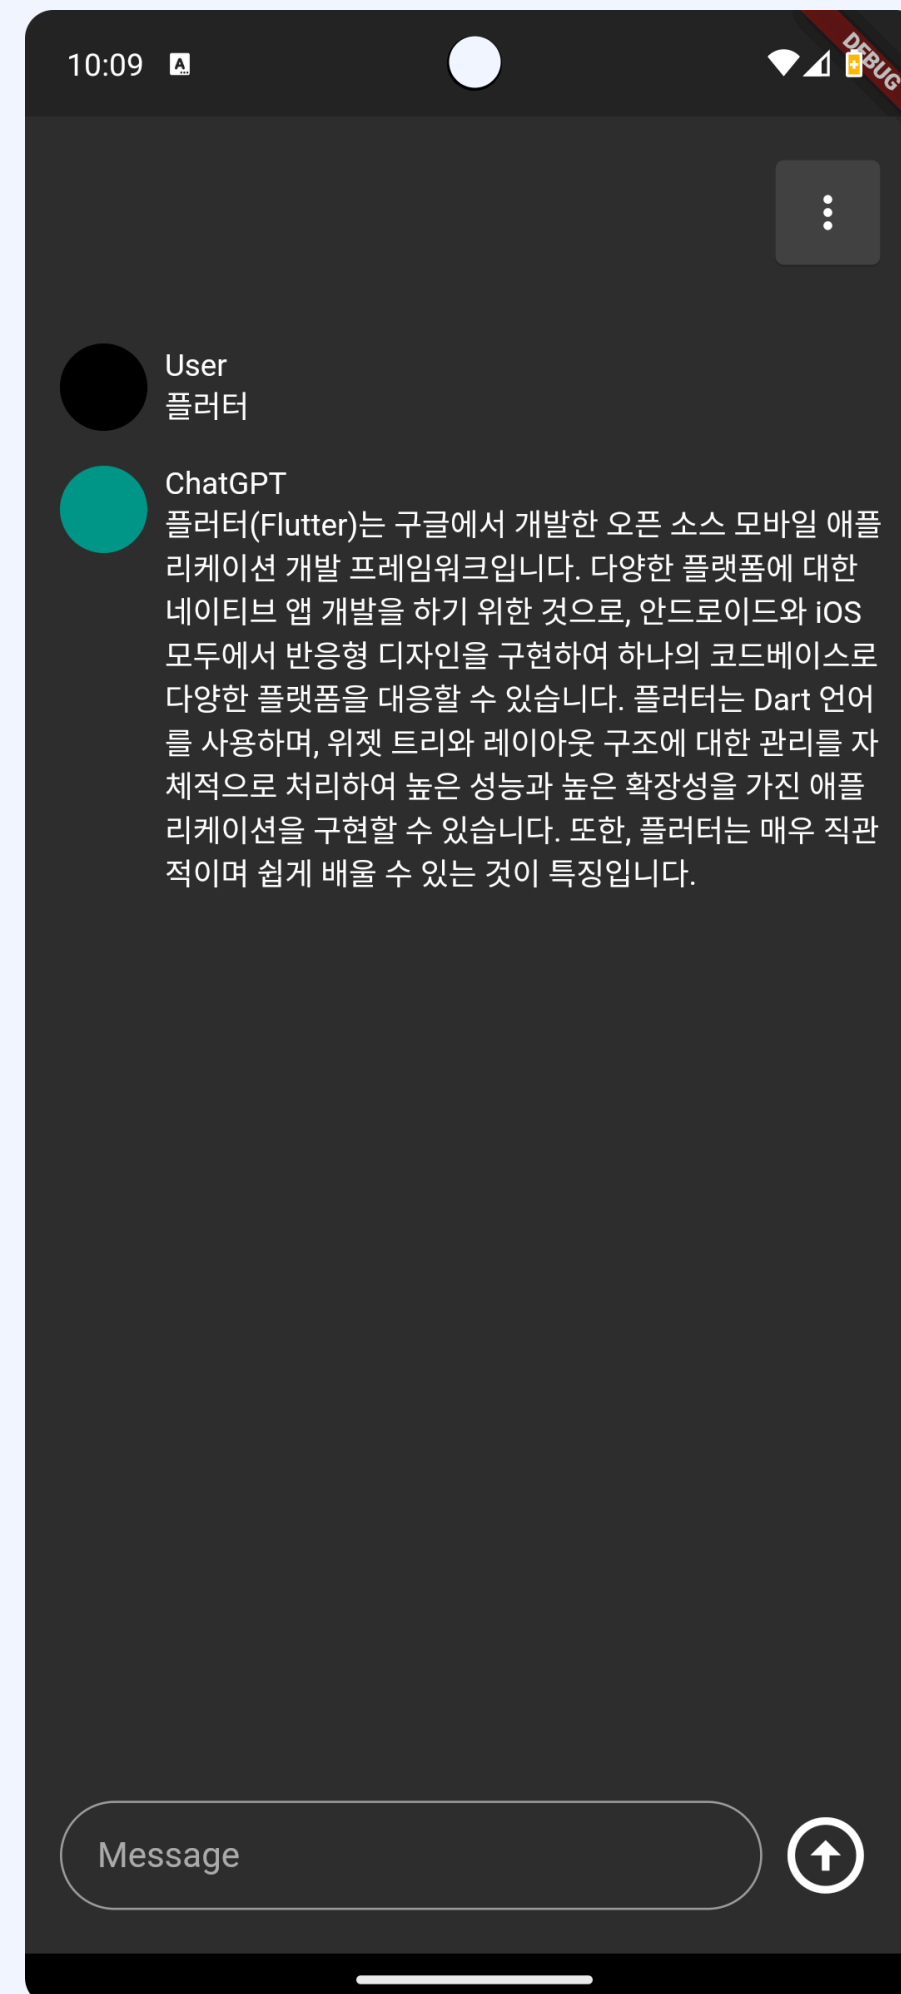 10:09
A
DEBUG
User
플러터
ChatGPT
플러터(Flutter)는 구글에서 개발한 오픈 소스 모바일 애플
리케이션 개발 프레임워크입니다. 다양한 플랫폼에 대한
네이티브 앱 개발을 하기 위한 것으로, 안드로이드와 iOS
모두에서 반응형 디자인을 구현하여 하나의 코드베이스로
다양한 플랫폼을 대응할 수 있습니다. 플러터는 Dart 언어
를 사용하며, 위젯 트리와 레이아웃 구조에 대한 관리를 자
체적으로 처리하여 높은 성능과 높은 확장성을 가진 애플
리케이션을 구현할 수 있습니다. 또한, 플러터는 매우 직관
적이며 쉽게 배울 수 있는 것이 특징입니다.
Message